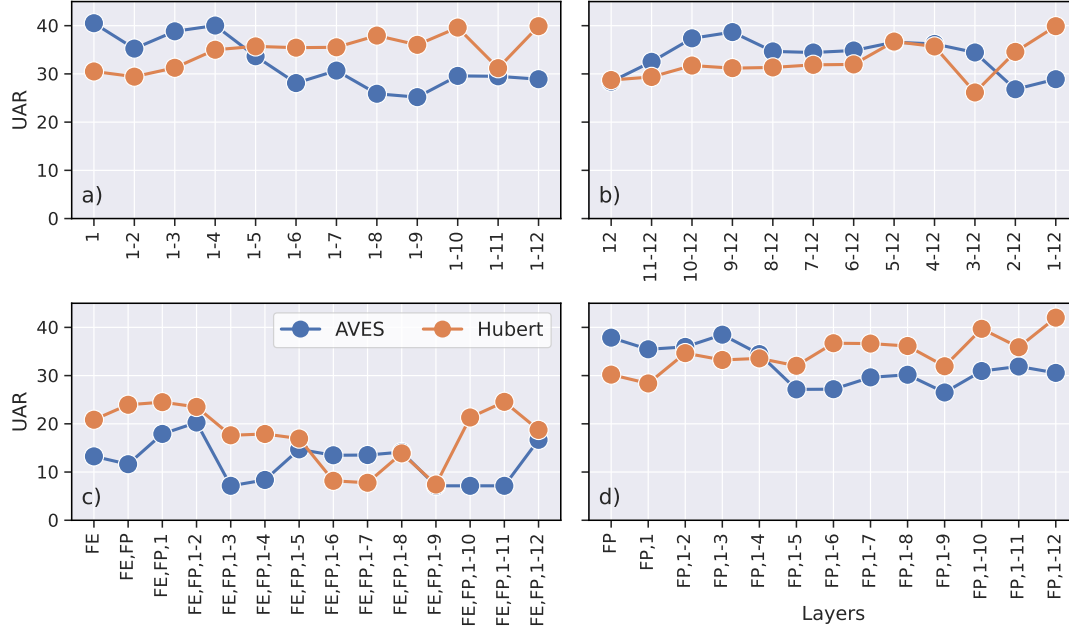 UAR
40
30
20
10
0
a)
1
1-2
1-3
1-4
1-5
1-6
1-7
1-8
1-9
1-10
1-11
1-12
b)
12
11-12
10-12
9-12
8-12
7-12
6-12
5-12
4-12
3-12
2-12
1-12
UAR
40
30
20
10
0
AVES
Hubert
c)
FE
FE,FP
FE,FP,1
FE,FP,1-2
FE,FP,1-3
FE,FP,1-4
FE,FP,1-5
FE,FP,1-6
FE,FP,1-7
FE,FP,1-8
FE,FP,1-9
FE,FP,1-10
FE,FP,1-11
FE,FP,1-12
d)
FP
FP,1
FP,1-2
FP,1-3
FP,1-4
FP,1-5
FP,1-6
FP,1-7
FP,1-8
FP,1-9
FP,1-10
FP,1-11
FP,1-12
Layers